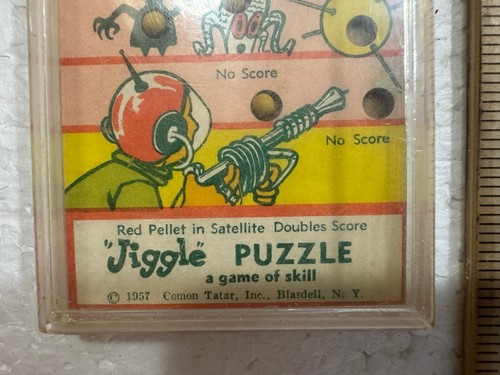 No Score
No Score
Red Pellet in Satellite Doubles Score
"Jiggle" PUZZLE
a game of skill
© 1957 Comon Tatar, Inc., Blasdell, N. Y.